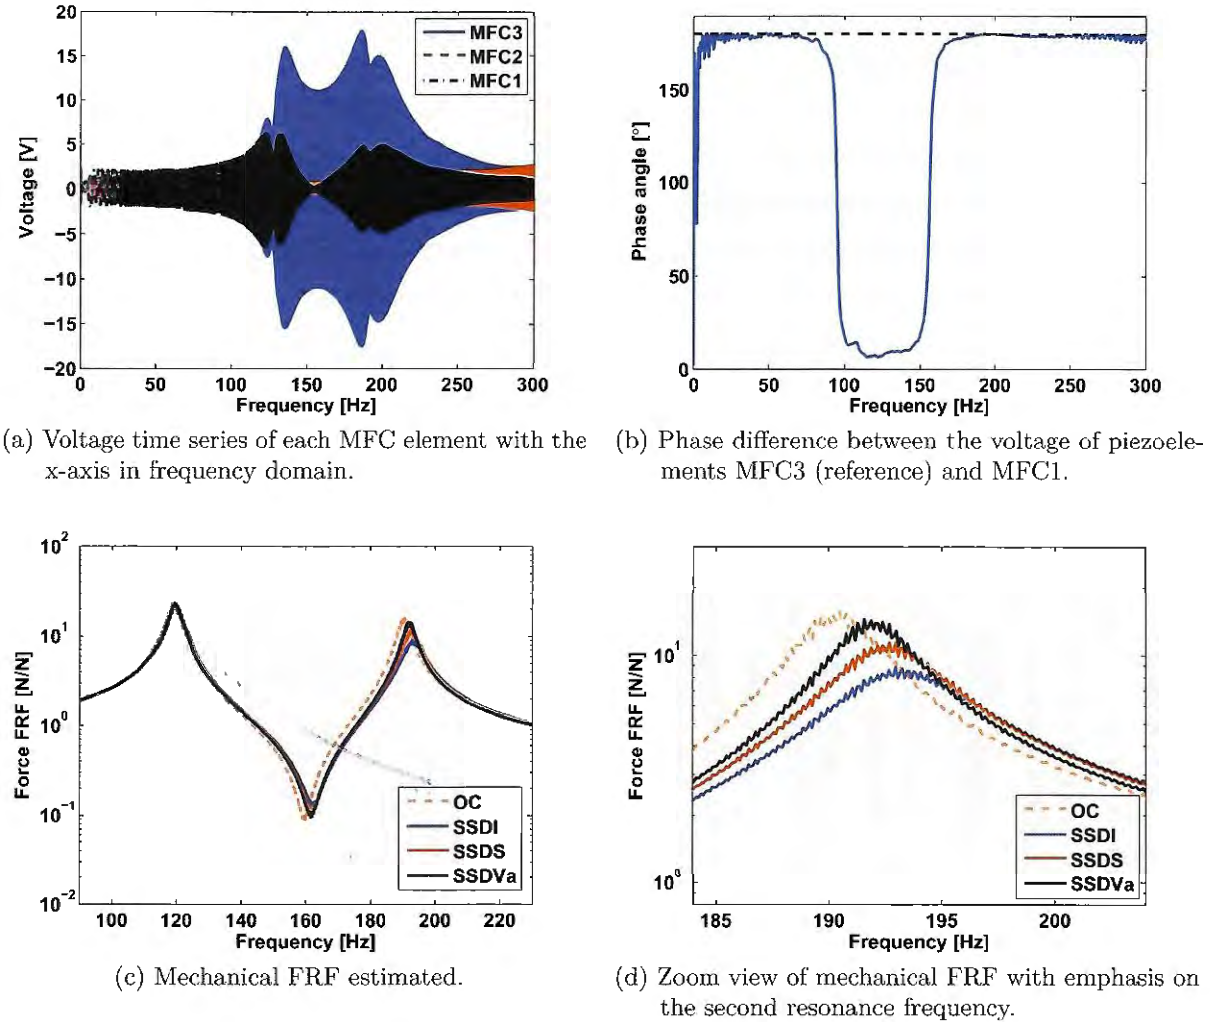 20
15
10
5
0
−5
−10
−15
−20
Voltage [V]
MFC3
MFC2
MFC1
0 50 100 150 200 250 300
Frequency [Hz]
(a) Voltage time series of each MFC element with the
x-axis in frequency domain.
150
100
50
0
Phase angle [°]
0 50 100 150 200 250 300
Frequency [Hz]
(b) Phase difference between the voltage of piezoele-
ments MFC3 (reference) and MFC1.
10²
10¹
10⁰
10⁻¹
10⁻²
Force FRF [N/N]
OC
SSDI
SSDS
SSDVa
100 120 140 160 180 200 220
Frequency [Hz]
(c) Mechanical FRF estimated.
10¹
Force FRF [N/N]
OC
SSDI
SSDS
SSDVa
185 190 195 200
Frequency [Hz]
(d) Zoom view of mechanical FRF with emphasis on
the second resonance frequency.